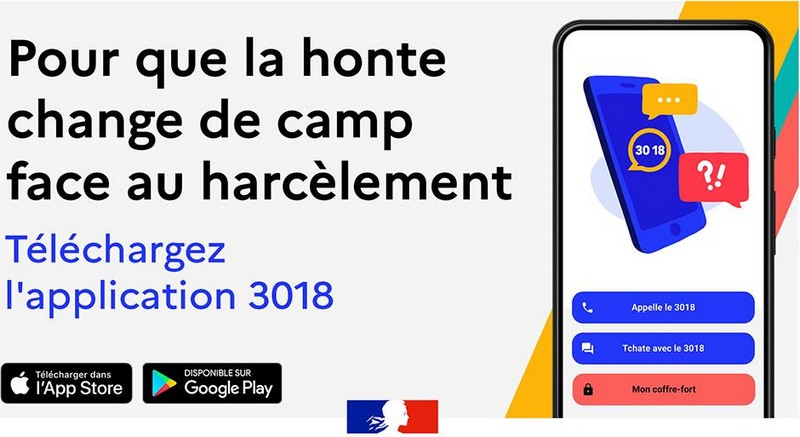 Pour que la honte
change de camp
face au harcèlement
Téléchargez
l'application 3018
Télécharger dans
l'App Store
DISPONIBLE SUR
Google Play
30 18
?!
Appelle le 3018
Tchate avec le 3018
Mon coffre-fort